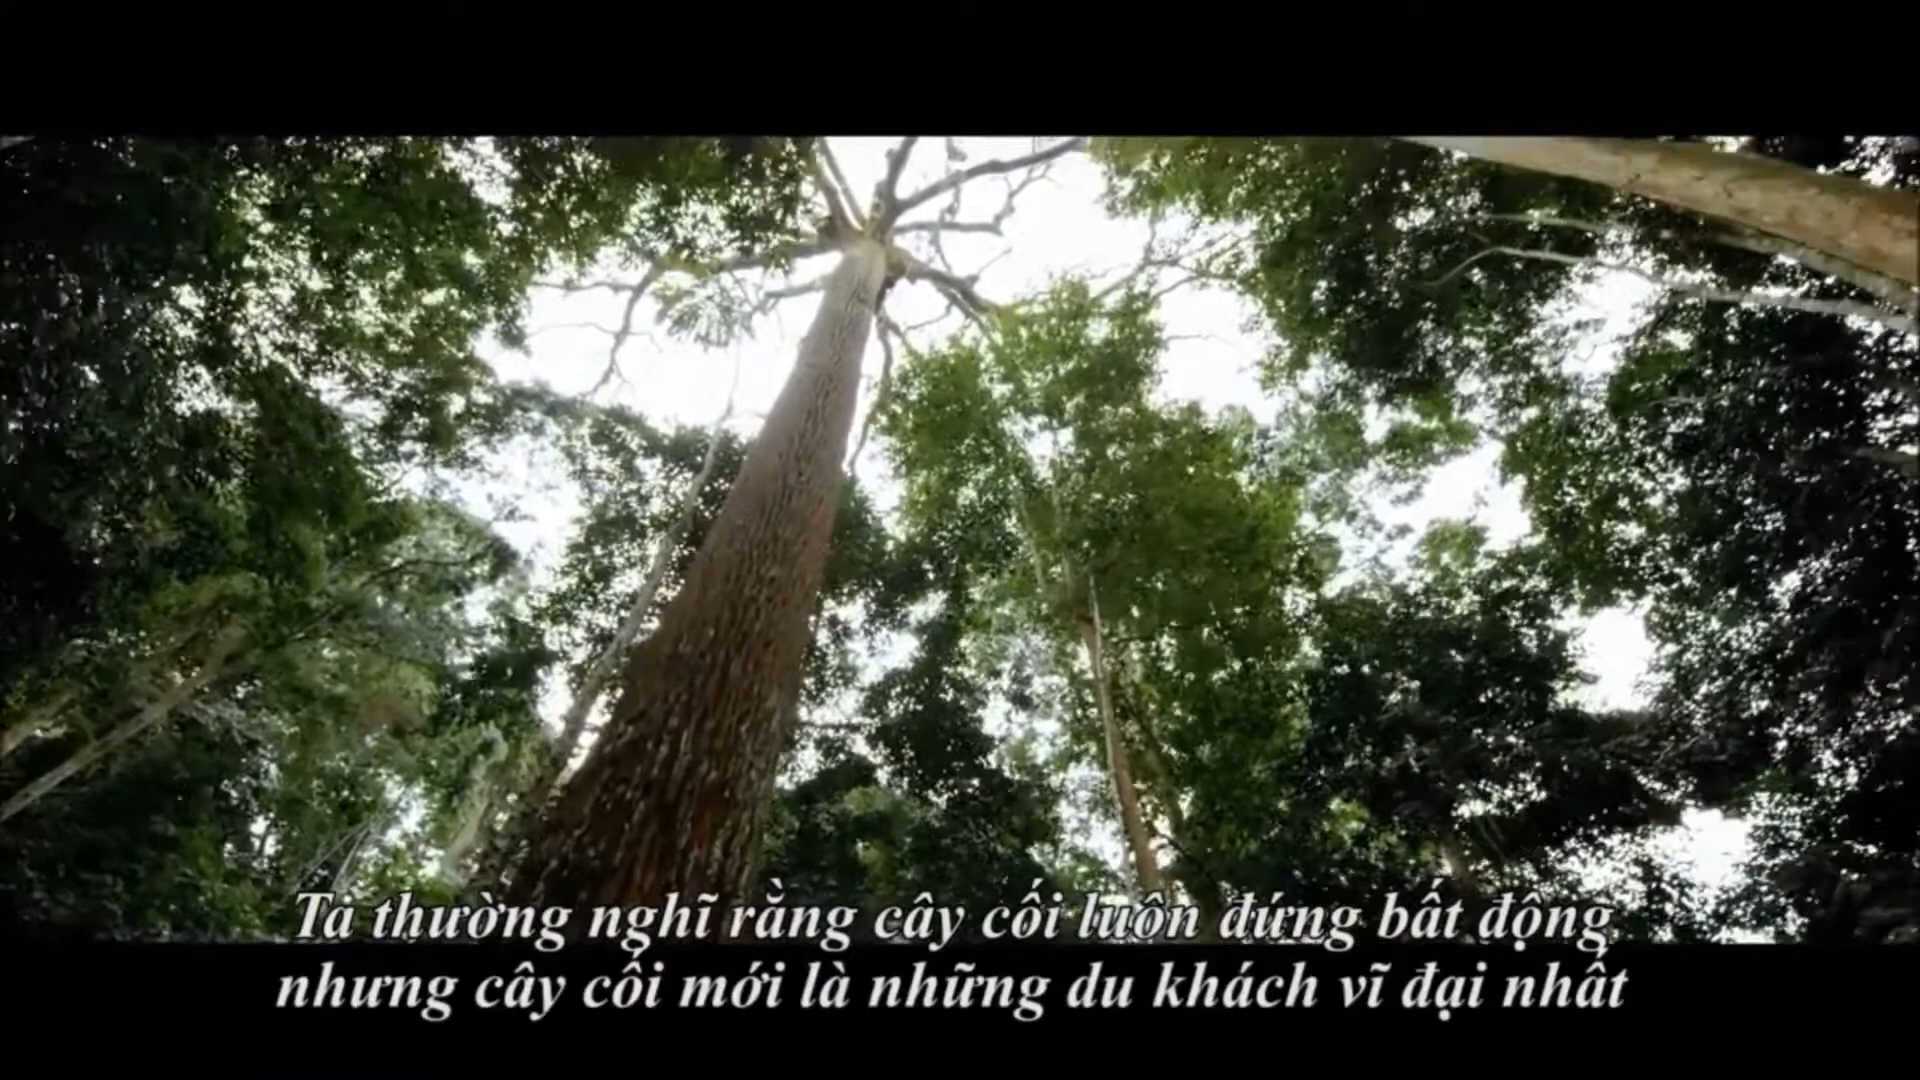 Ta thường nghĩ rằng cây cối luôn đứng bất động
nhưng cây cối mới là những du khách vĩ đại nhất